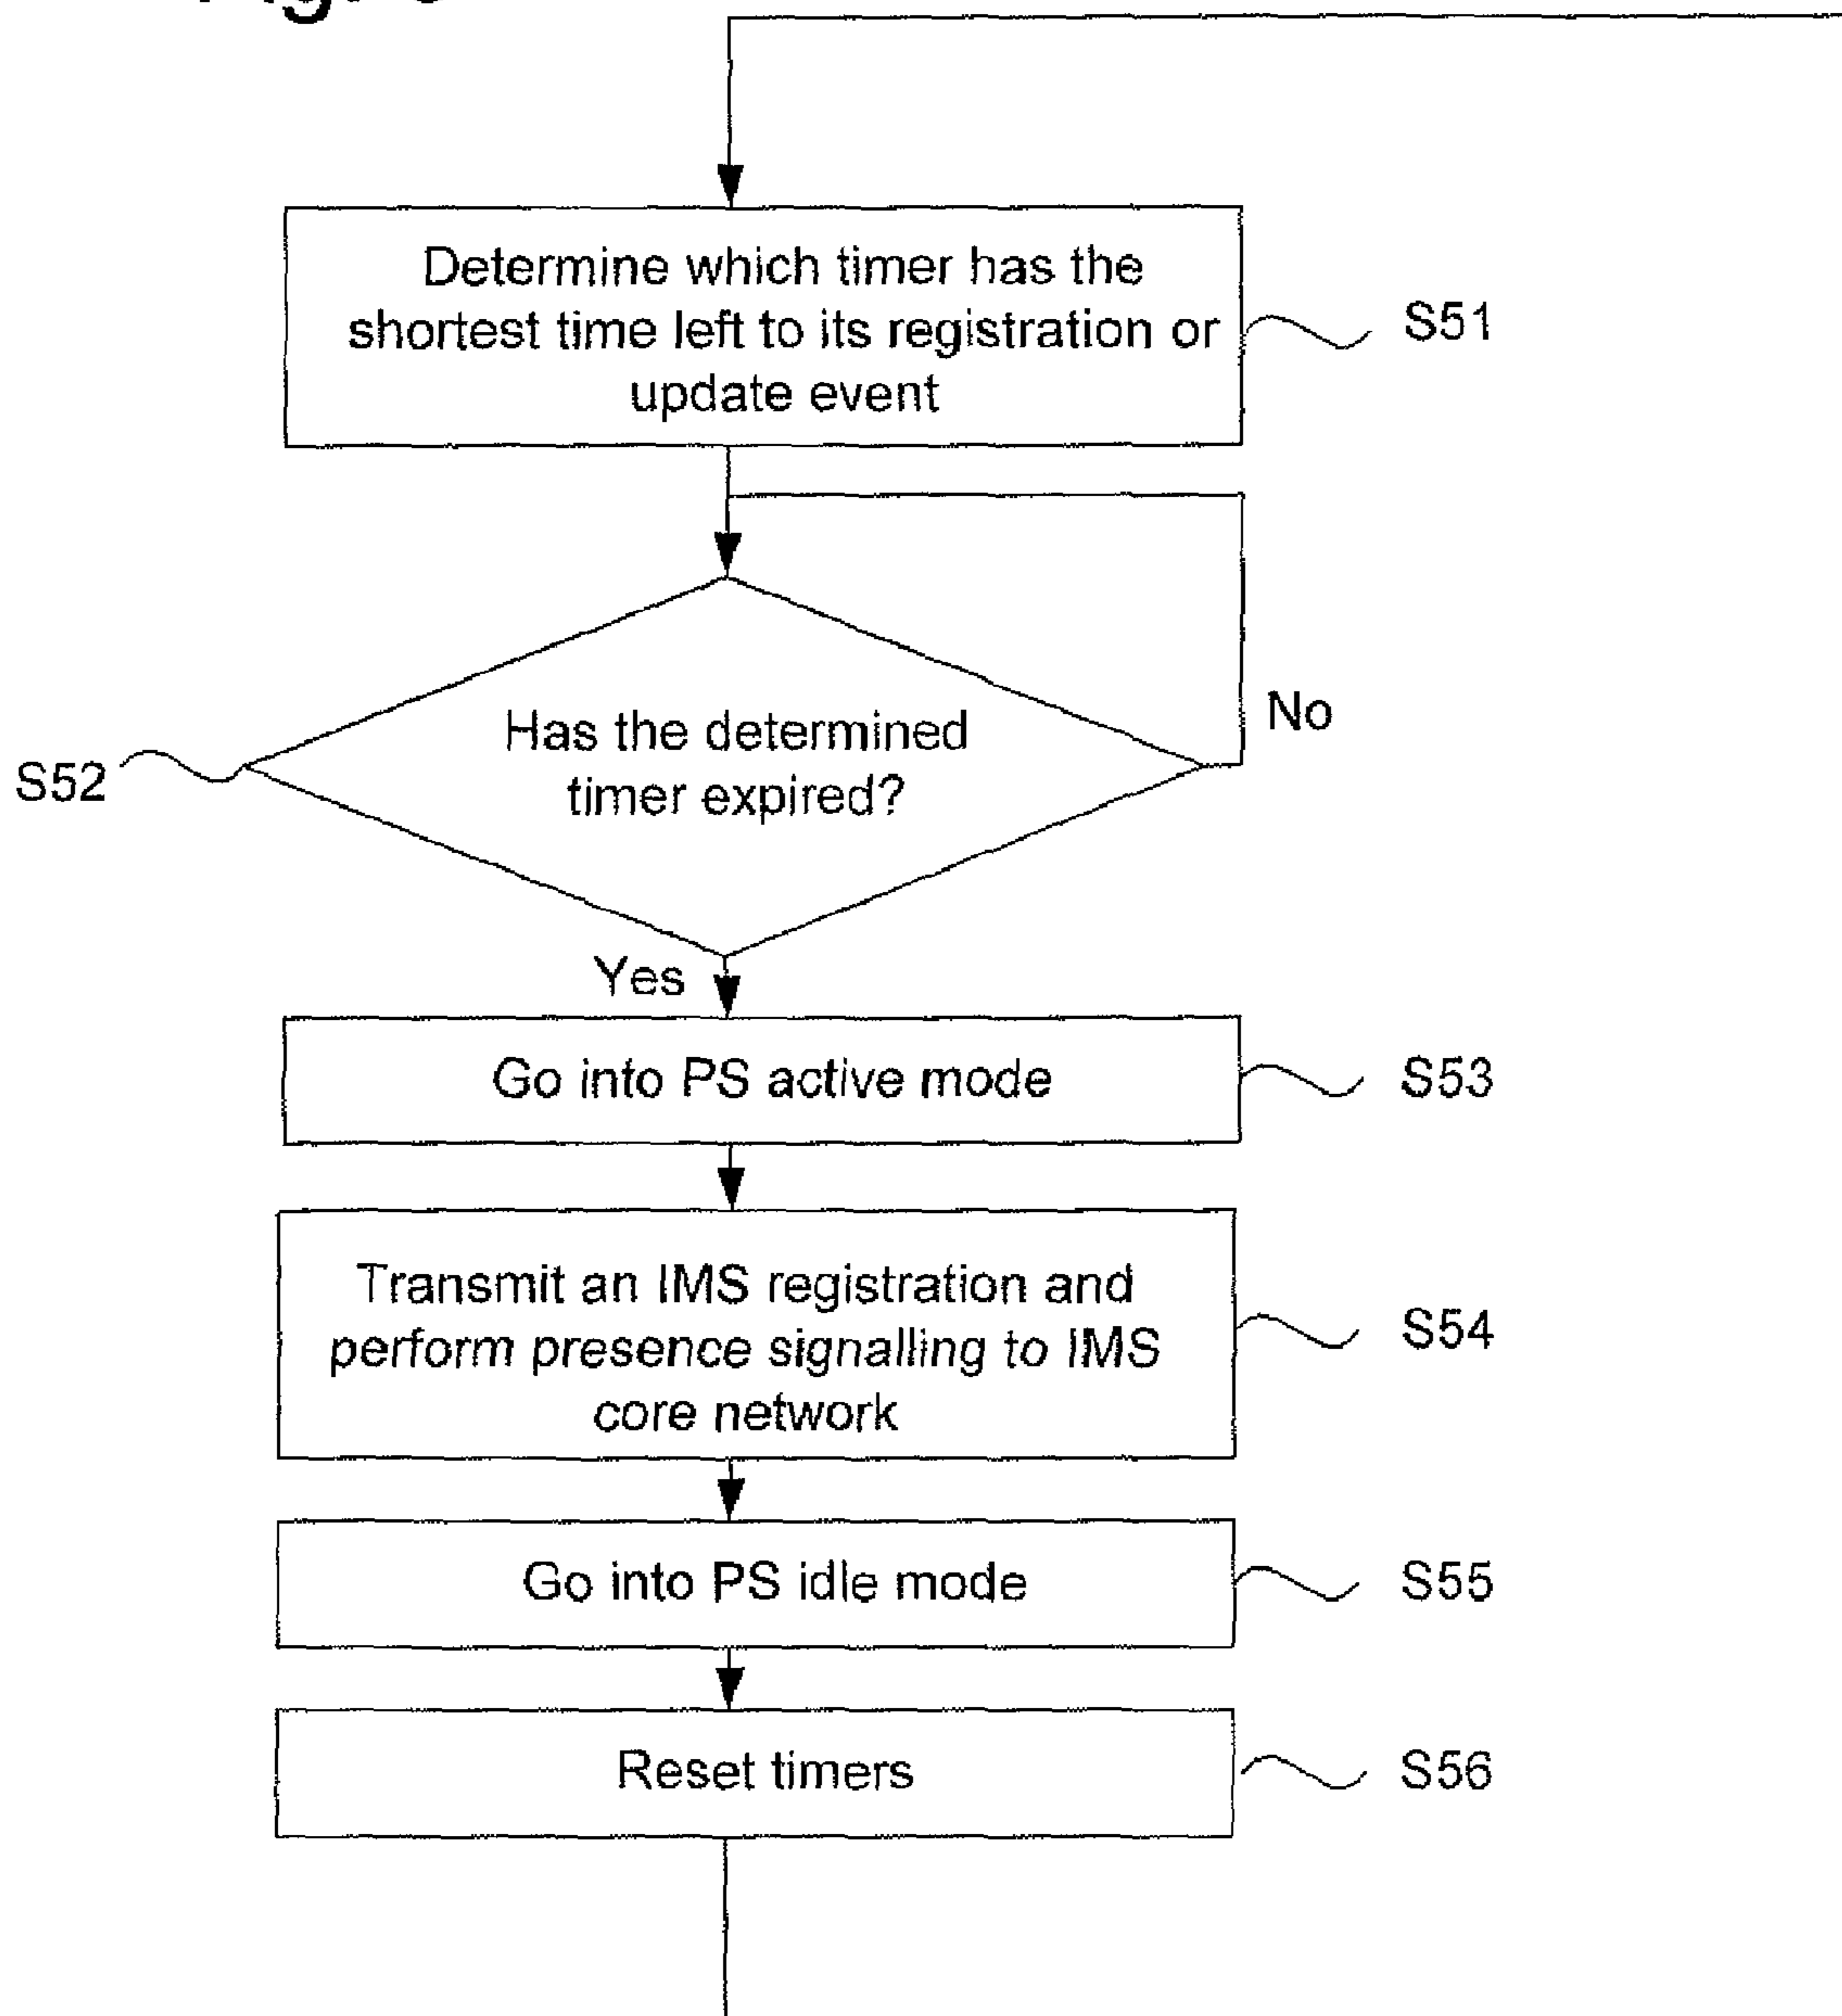 Determine which timer has the
shortest time left to its registration or
update event
S51
No
Has the determined
timer expired?
S52
Yes
Go into PS active mode
S53
Transmit an IMS registration and
perform presence signalling to IMS
core network
S54
Go into PS idle mode
S55
Reset timers
S56